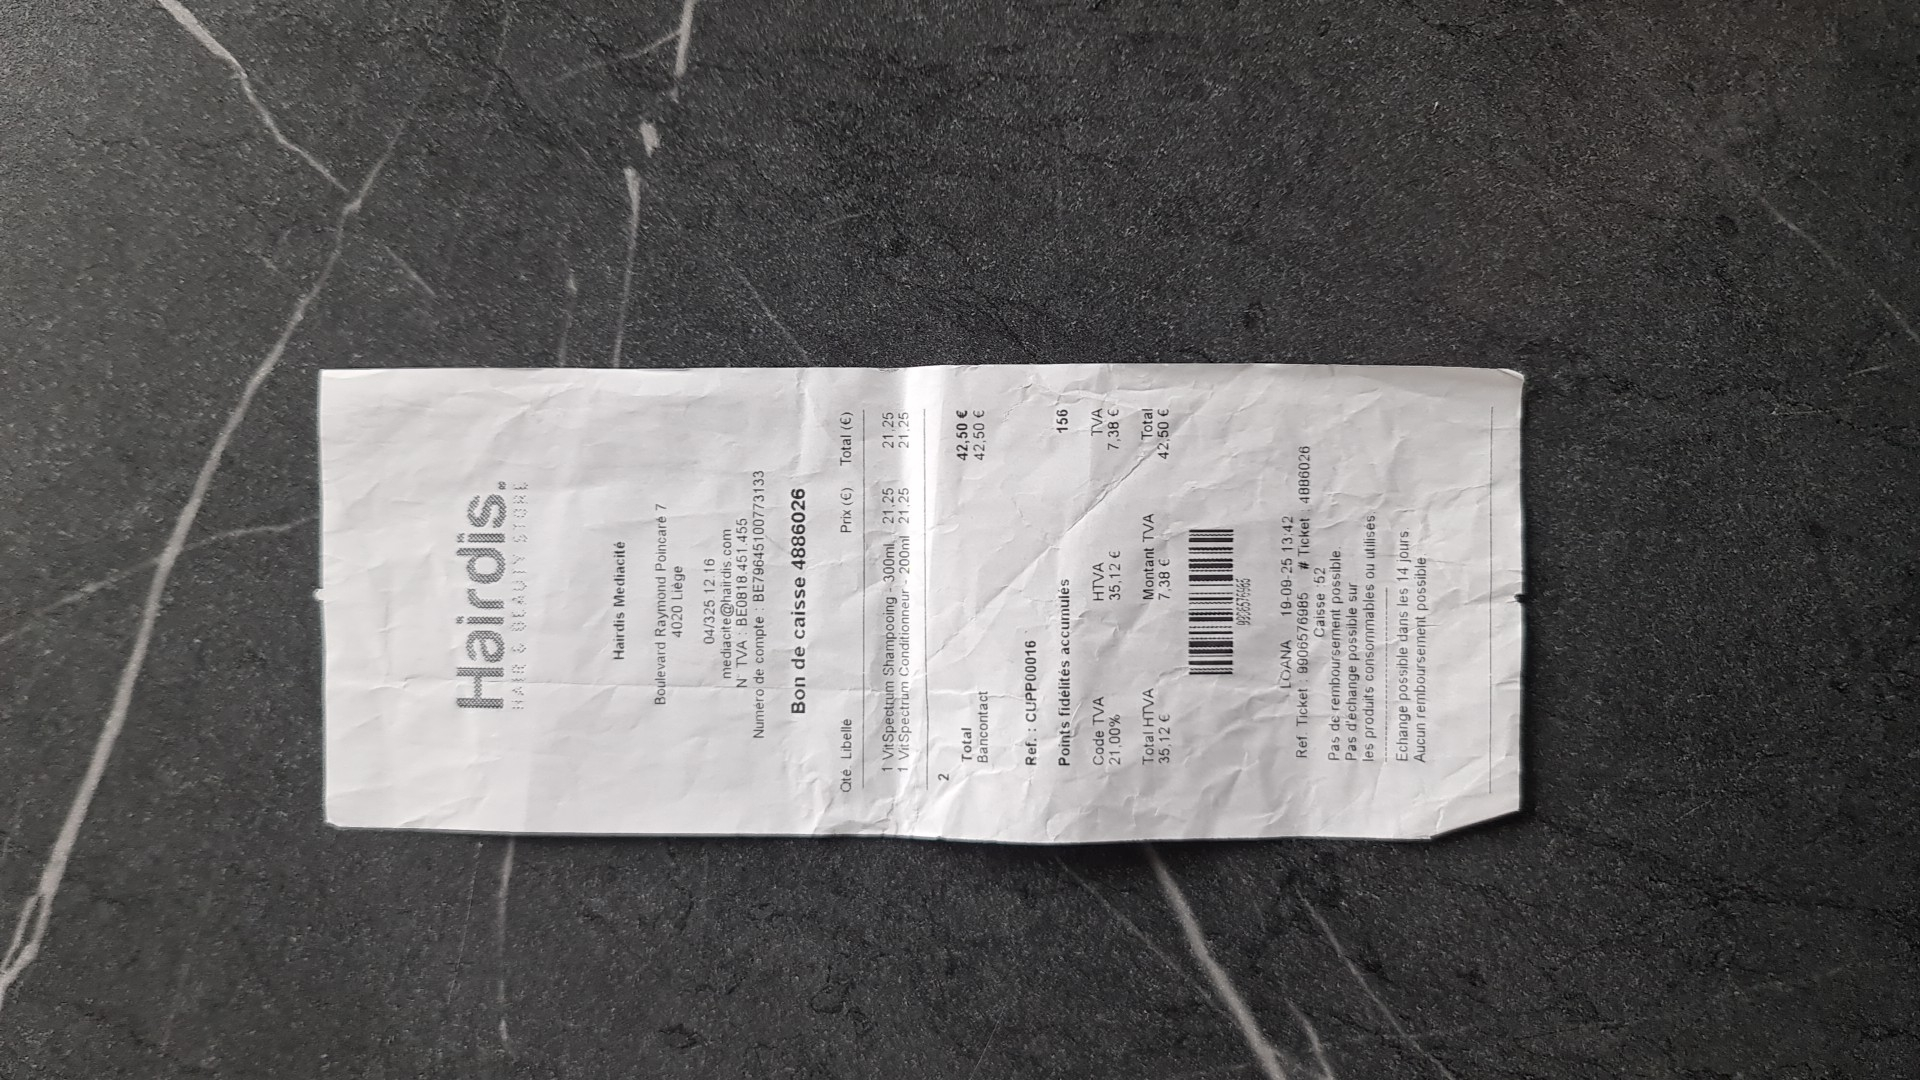 Hairdis.
HAIR & BEAUTY STORE
Hairdis Mediacité
Boulevard Raymond Poincaré 7
4020 Liège
04/325.12.16
mediacite@hairdis.com
N° TVA : BE0818.451.455
Numéro de compte : BE79645100773133
Bon de caisse 4886026
Qté. Libelle Prix (€) Total (€)
1 VitSpectrum Shampooing - 300ml 21,25 21,25
1 VitSpectrum Conditionneur - 200ml 21,25 21,25
2
Total 42,50 €
Bancontact 42,50 €
Ref. : CUPP00016
Points fidélités accumulés 156
Code TVA HTVA TVA
21,00% 35,12 € 7,38 €
Total HTVA Montant TVA Total
35,12 € 7,38 € 42,50 €
9906576985
LOANA 19-09-25 13:42
Ref. Ticket : 9906576985 # Ticket : 4886026
Caisse :52
Pas de remboursement possible.
Pas d'échange possible sur
les produits consommables ou utilisés.
Echange possible dans les 14 jours.
Aucun remboursement possible.